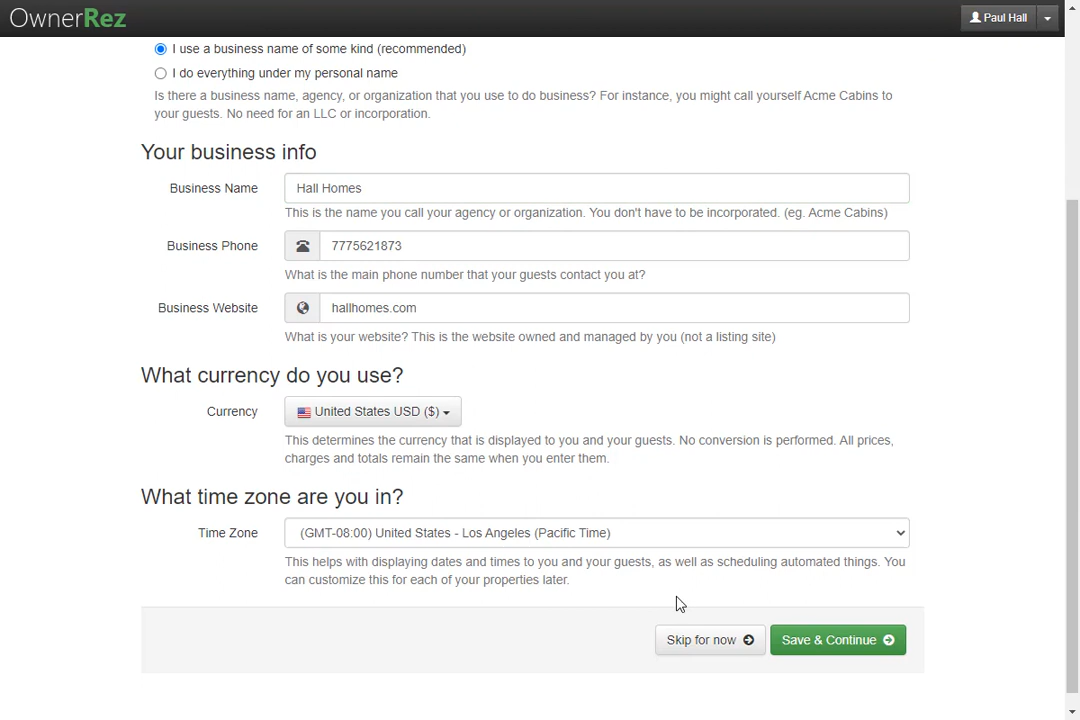 OwnerRez
Paul Hall
I use a business name of some kind (recommended)
I do everything under my personal name
Is there a business name, agency, or organization that you use to do business? For instance, you might call yourself Acme Cabins to
your guests. No need for an LLC or incorporation.
Your business info
Business Name
Hall Homes
This is the name you call your agency or organization. You don't have to be incorporated. (eg. Acme Cabins)
Business Phone
7775621873
What is the main phone number that your guests contact you at?
Business Website
hallhomes.com
What is your website? This is the website owned and managed by you (not a listing site)
What currency do you use?
Currency
United States USD ($)
This determines the currency that is displayed to you and your guests. No conversion is performed. All prices,
charges and totals remain the same when you enter them.
What time zone are you in?
Time Zone
(GMT-08:00) United States - Los Angeles (Pacific Time)
This helps with displaying dates and times to you and your guests, as well as scheduling automated things. You
can customize this for each of your properties later.
Skip for now
Save & Continue